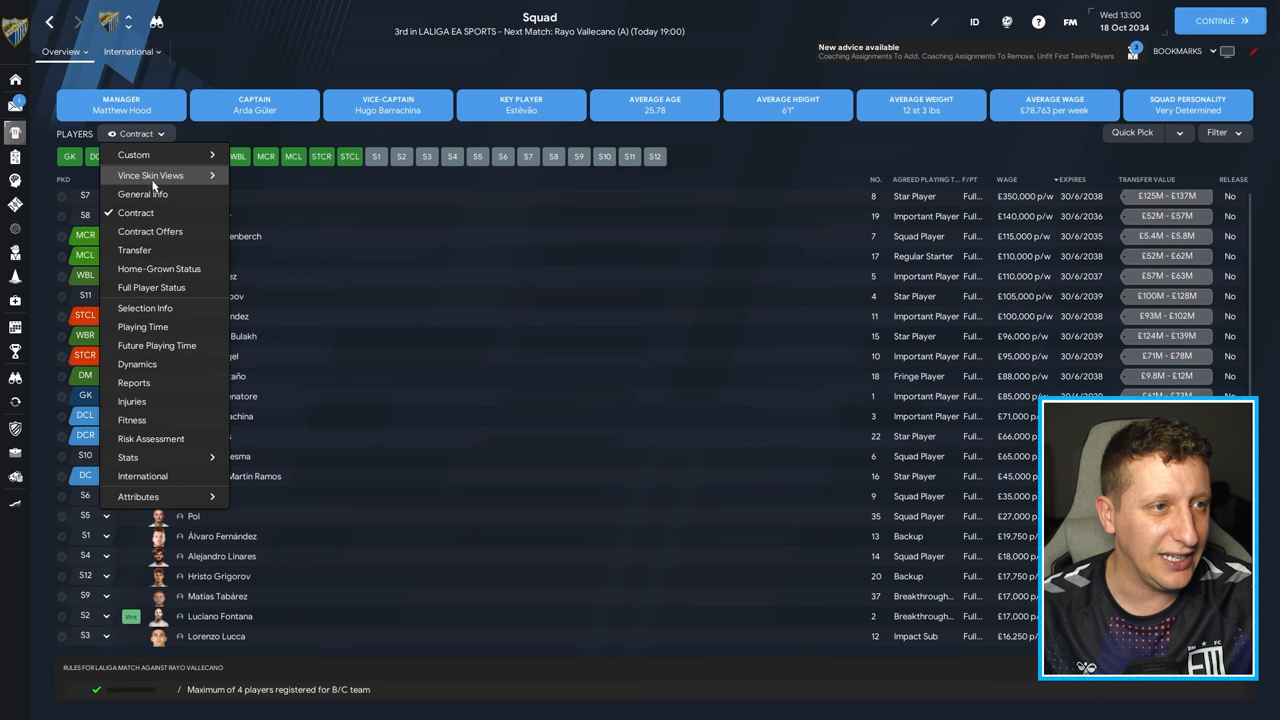 Squad
3rd in LALIGA EA SPORTS - Next Match: Rayo Vallecano (A) (Today 19:00)
ID
FM
Wed 13:00
18 Oct 2034
CONTINUE
Overview
International
New advice available
Coaching Assignments To Add, Coaching Assignments To Remove, Unfit First Team Players
3
BOOKMARKS
MANAGER
Matthew Hood
CAPTAIN
Arda Güler
VICE-CAPTAIN
Hugo Barrachina
KEY PLAYER
Estêvão
AVERAGE AGE
25.78
AVERAGE HEIGHT
6'1"
AVERAGE WEIGHT
12 st 3 lbs
AVERAGE WAGE
£78,763 per week
SQUAD PERSONALITY
Very Determined
PLAYERS
Contract
Quick Pick
Filter
GK WBL MCR MCL STCR STCL S1 S2 S3 S4 S5 S6 S7 S8 S9 S10 S11 S12
Custom
Vince Skin Views
General Info
Contract
Contract Offers
Transfer
Home-Grown Status
Full Player Status
Selection Info
Playing Time
Future Playing Time
Dynamics
Reports
Injuries
Fitness
Risk Assessment
Stats
International
Attributes
PKD NO. AGREED PLAYING T... F/PT WAGE EXPIRES TRANSFER VALUE RELEASE
S7 8 Star Player Full... £350,000 p/w 30/6/2038 £125M - £137M No
S8 19 Important Player Full... £140,000 p/w 30/6/2036 £52M - £57M No
MCR enberch 7 Squad Player Full... £115,000 p/w 30/6/2035 £5.4M - £5.8M No
MCL 17 Regular Starter Full... £110,000 p/w 30/6/2038 £52M - £62M No
WBL ez 5 Important Player Full... £110,000 p/w 30/6/2037 £57M - £63M No
S11 pov 4 Star Player Full... £105,000 p/w 30/6/2039 £100M - £128M No
STCL ndez 11 Important Player Full... £100,000 p/w 30/6/2038 £93M - £102M No
WBR Bulakh 15 Star Player Full... £96,000 p/w 30/6/2039 £124M - £139M No
STCR gel 10 Important Player Full... £95,000 p/w 30/6/2039 £71M - £78M No
DM taño 18 Fringe Player Full... £88,000 p/w 30/6/2038 £9.8M - £12M No
GK enatore 1 Important Player Full... £85,000 p/w
DCL achina 3 Important Player Full... £71,000 p/
DCR s 22 Star Player Full... £66,000 p/
S10 esma 6 Squad Player Full... £65,000 p/
DC Martín Ramos 16 Star Player Full... £45,000 p/
S6 9 Squad Player Full... £35,000 p/
S5 Pol 35 Squad Player Full... £27,000 p/
S1 Álvaro Fernández 13 Backup Full... £19,750 p/
S4 Alejandro Linares 14 Squad Player Full... £18,000 p/
S12 Hristo Grigorov 20 Backup Full... £17,750 p/
S9 Matías Tabárez 37 Breakthrough... Full... £17,000 p/
S2 Wnt Luciano Fontana 2 Breakthrough... Full... £17,000 p/
S3 Lorenzo Lucca 12 Impact Sub Full... £16,250 p/
RULES FOR LALIGA MATCH AGAINST RAYO VALLECANO
/ Maximum of 4 players registered for B/C team